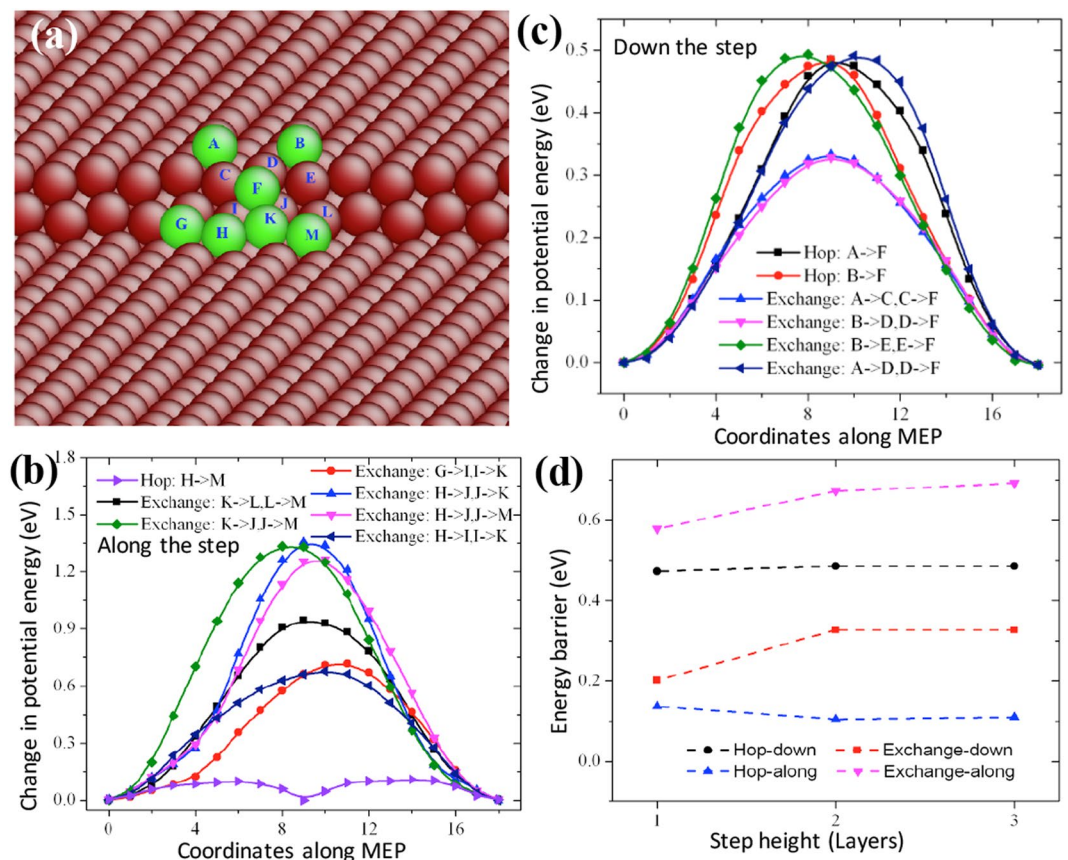 (a)
A
B
D
C
E
F
I
J
L
G
H
K
M
(c)
Down the step
Change in potential energy (eV)
0.5
0.4
0.3
0.2
0.1
0.0
Hop: A->F
Hop: B->F
Exchange: A->C,C->F
Exchange: B->D,D->F
Exchange: B->E,E->F
Exchange: A->D,D->F
0 4 8 12 16
Coordinates along MEP
(b)
Change in potential energy (eV)
1.8
1.5
1.2
0.9
0.6
0.3
0.0
Hop: H->M
Exchange: K->L,L->M
Exchange: K->J,J->M
Exchange: G->I,I->K
Exchange: H->J,J->K
Exchange: H->J,J->M
Exchange: H->I,I->K
Along the step
0 4 8 12 16
Coordinates along MEP
(d)
Energy barrier (eV)
0.6
0.4
0.2
0.0
Hop-down
Exchange-down
Hop-along
Exchange-along
1 2 3
Step height (Layers)